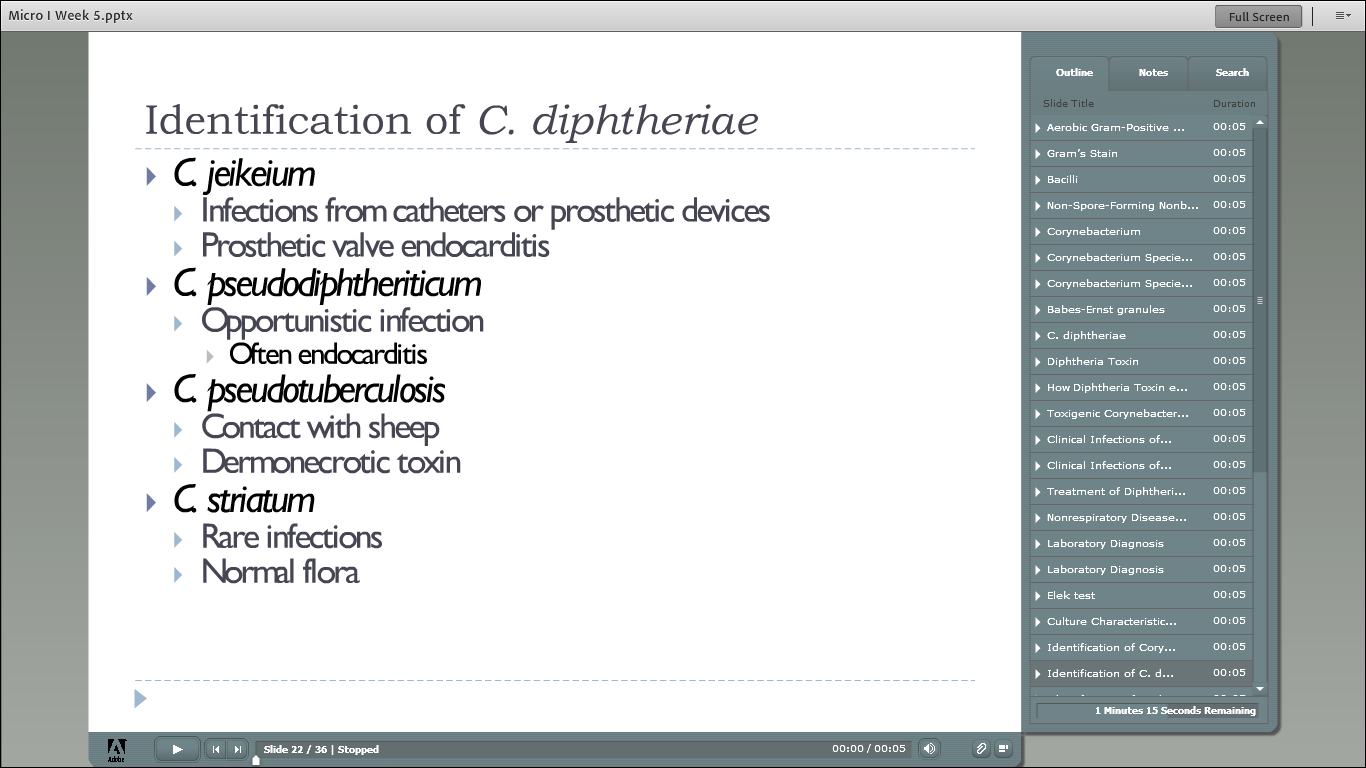 Micro I Week 5.pptx
Full Screen
Identification of C. diphtheriae
C. jeikeium
Infections from catheters or prosthetic devices
Prosthetic valve endocarditis
C. pseudodiphtheriticum
Opportunistic infection
Often endocarditis
C. pseudotuberculosis
Contact with sheep
Dermonecrotic toxin
C. striatum
Rare infections
Normal flora
Outline Notes Search
Slide Title Duration
Aerobic Gram-Positive ... 00:05
Gram's Stain 00:05
Bacilli 00:05
Non-Spore-Forming Nonb... 00:05
Corynebacterium 00:05
Corynebacterium Specie... 00:05
Corynebacterium Specie... 00:05
Babes-Ernst granules 00:05
C. diphtheriae 00:05
Diphtheria Toxin 00:05
How Diphtheria Toxin e... 00:05
Toxigenic Corynebacter... 00:05
Clinical Infections of... 00:05
Clinical Infections of... 00:05
Treatment of Diphtheri... 00:05
Nonrespiratory Disease... 00:05
Laboratory Diagnosis 00:05
Laboratory Diagnosis 00:05
Elek test 00:05
Culture Characteristic... 00:05
Identification of Cory... 00:05
Identification of C. d... 00:05
1 Minutes 15 Seconds Remaining
Adobe
Slide 22 / 36 | Stopped
00:00 / 00:05